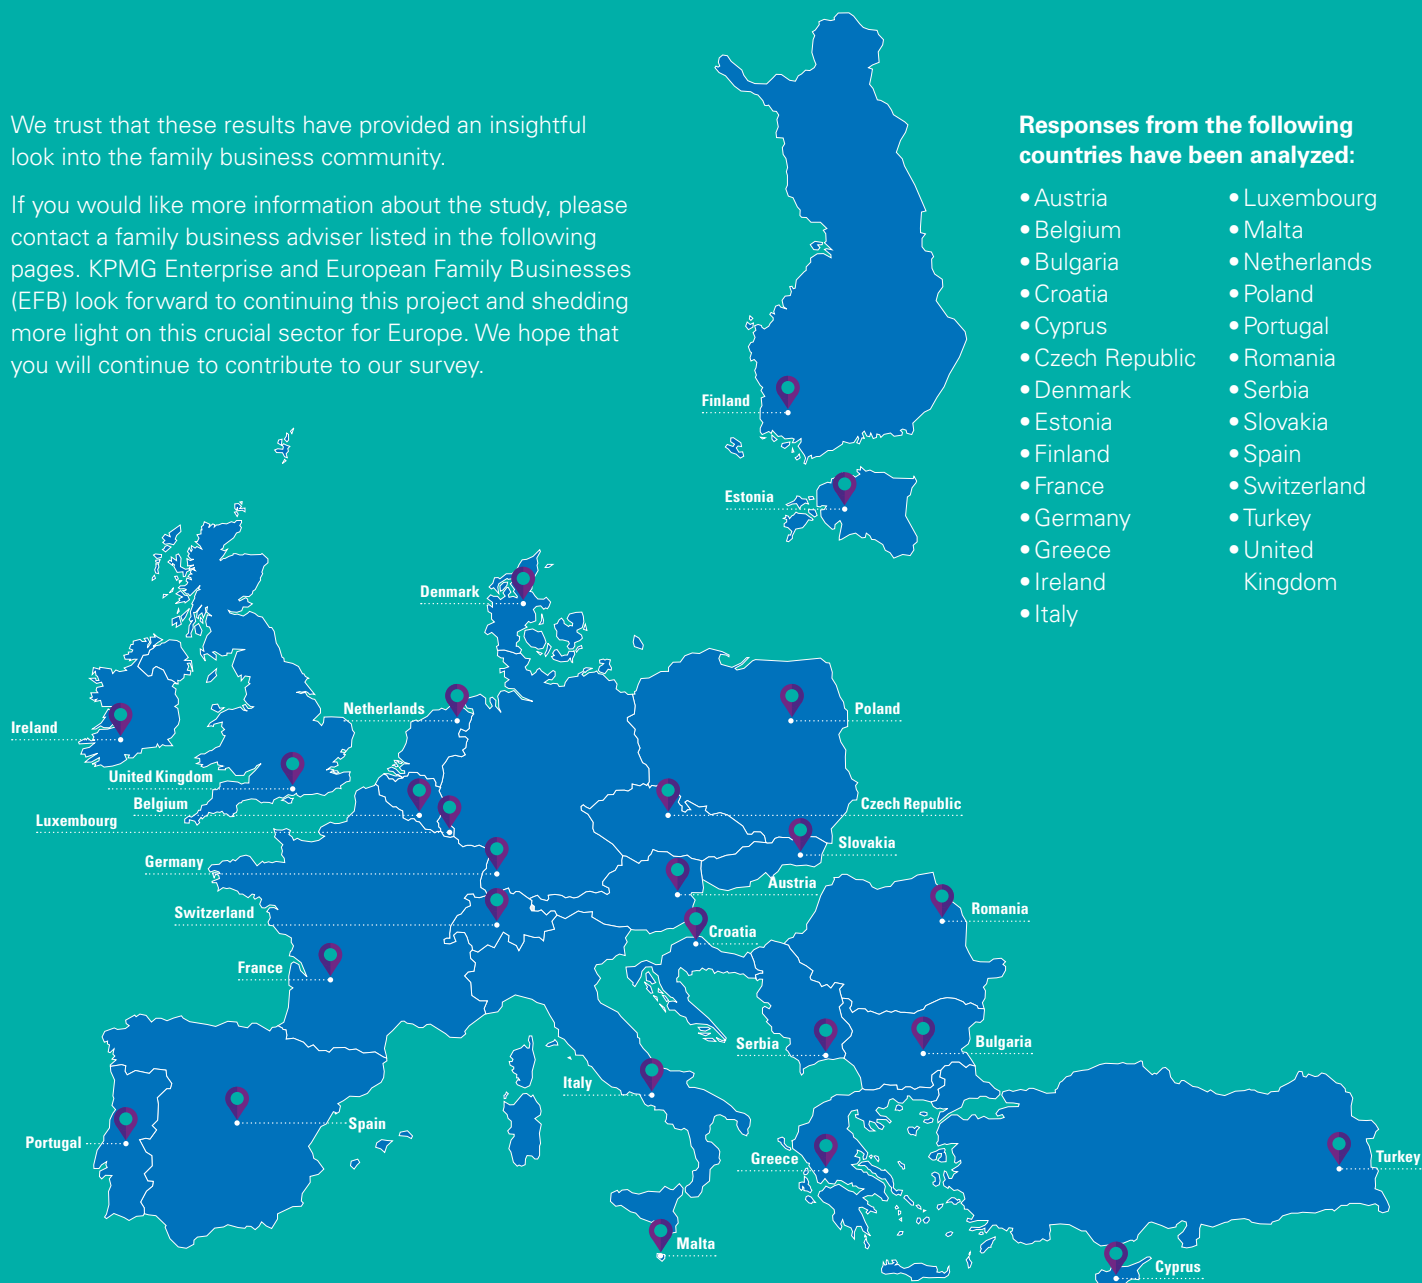 We trust that these results have provided an insightful
look into the family business community.
If you would like more information about the study, please
contact a family business adviser listed in the following
pages. KPMG Enterprise and European Family Businesses
(EFB) look forward to continuing this project and shedding
more light on this crucial sector for Europe. We hope that
you will continue to contribute to our survey.
Responses from the following
countries have been analyzed:
• Austria
• Belgium
• Bulgaria
• Croatia
• Cyprus
• Czech Republic
• Denmark
• Estonia
• Finland
• France
• Germany
• Greece
• Ireland
• Italy
• Luxembourg
• Malta
• Netherlands
• Poland
• Portugal
• Romania
• Serbia
• Slovakia
• Spain
• Switzerland
• Turkey
• United
Kingdom
Finland
Estonia
Denmark
Netherlands
Poland
Ireland
United Kingdom
Belgium
Czech Republic
Luxembourg
Slovakia
Germany
Austria
Switzerland
Romania
Croatia
France
Serbia
Bulgaria
Italy
Spain
Portugal
Greece
Turkey
Malta
Cyprus